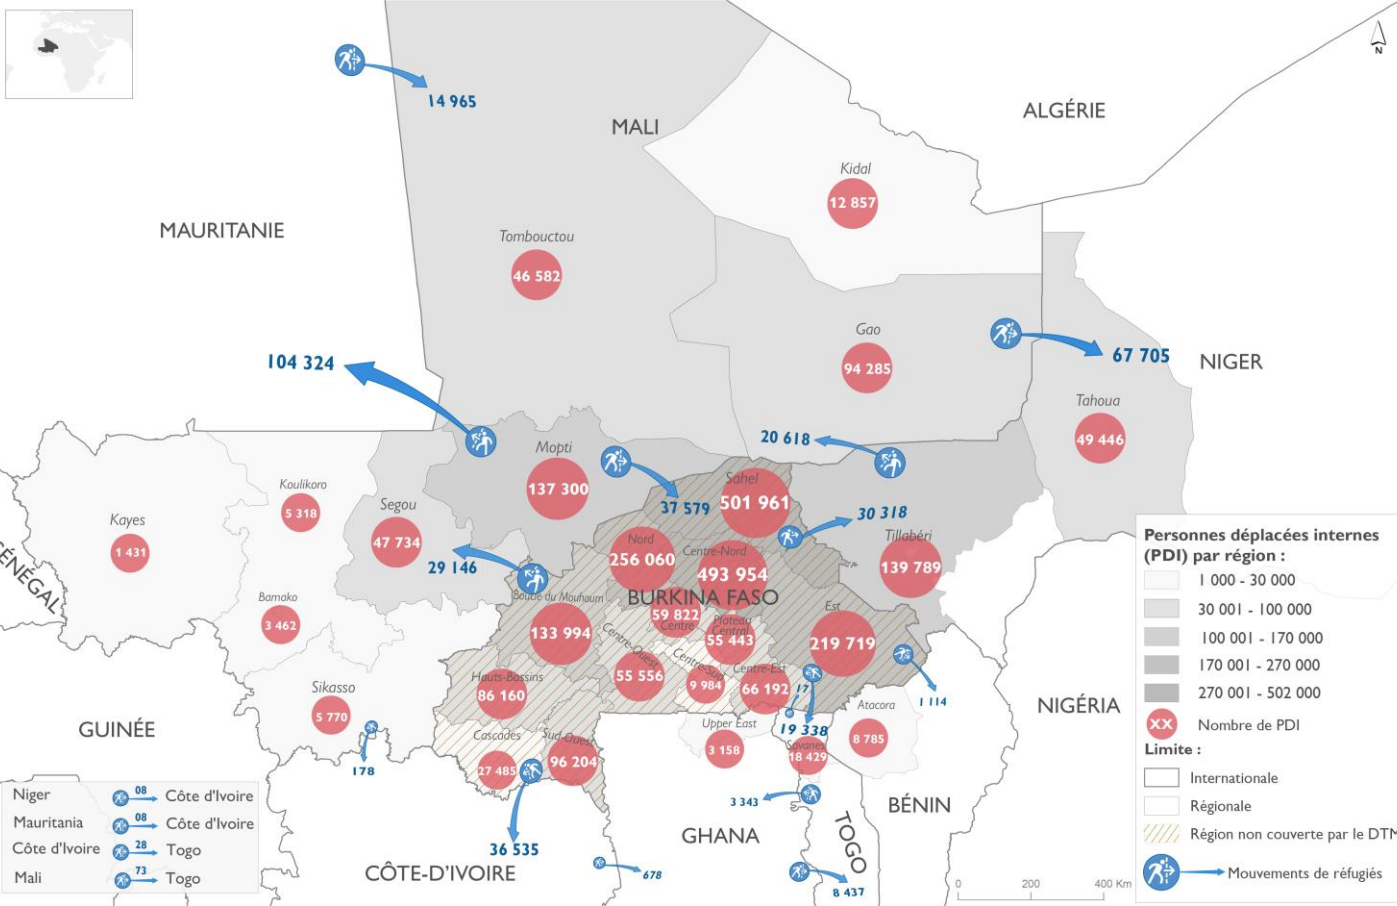 N
14 965
ALGÉRIE
MALI
Kidal
12 857
MAURITANIE
Tombouctou
46 582
Gao
94 285
67 705
NIGER
104 324
Tahoua
49 446
20 618
Mopti
137 300
Sahel
501 961
37 579
30 318
Koulikoro
5 318
Segou
47 734
Kayes
1 431
SÉNÉGAL
29 146
Nord
256 060
Centre-Nord
493 954
Tillabéri
139 789
BURKINA FASO
Bamako
3 462
Boucle du Mouhoum
133 994
59 822
Centre
Plateau
Central
55 443
Est
219 719
Centre-Ouest
55 556
Centre-Sud
9 984
Centre-Est
66 192
17
1 114
Hauts-Bassins
86 160
Sikasso
5 770
178
GUINÉE
Cascades
27 485
Sud-Ouest
96 204
Upper East
3 158
19 338
Savanes
18 429
Atacora
8 785
NIGÉRIA
BÉNIN
3 343
TOGO
GHANA
36 535
CÔTE-D'IVOIRE
678
8 437
Niger 08 Côte d'Ivoire
Mauritania 08 Côte d'Ivoire
Côte d'Ivoire 28 Togo
Mali 73 Togo
Personnes déplacées internes
(PDI) par région :
1 000 - 30 000
30 001 - 100 000
100 001 - 170 000
170 001 - 270 000
270 001 - 502 000
XX Nombre de PDI
Limite :
Internationale
Régionale
Région non couverte par le DTM
Mouvements de réfugiés
0 200 400 Km